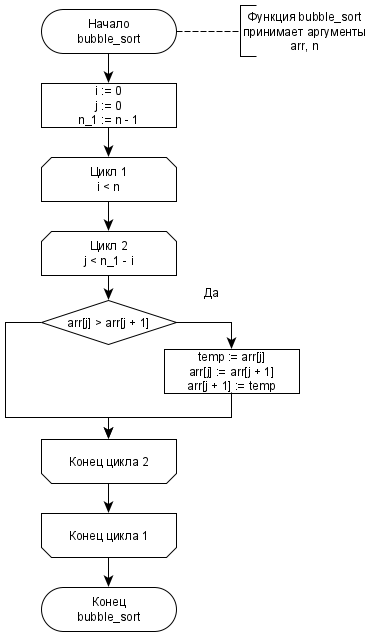 Начало
bubble_sort
Функция bubble_sort
принимает аргументы
arr, n
i := 0
j := 0
n_1 := n - 1
Цикл 1
i < n
Цикл 2
j < n_1 - i
Да
arr[j] > arr[j + 1]
temp := arr[j]
arr[j] := arr[j + 1]
arr[j + 1] := temp
Конец цикла 2
Конец цикла 1
Конец
bubble_sort